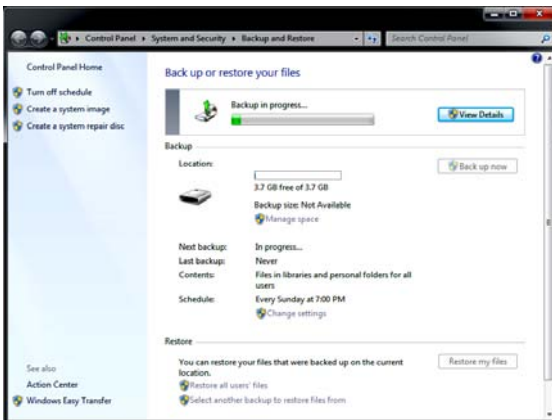 Control Panel ▸ System and Security ▸ Backup and Restore
Search Control Panel
Control Panel Home
Turn off schedule
Create a system image
Create a system repair disc
Back up or restore your files
Backup in progress...
View Details
Backup
Location:
Back up now
3.7 GB free of 3.7 GB
Backup size: Not Available
Manage space
Next backup: In progress...
Last backup: Never
Contents: Files in libraries and personal folders for all
users
Schedule: Every Sunday at 7:00 PM
Change settings
Restore
You can restore your files that were backed up on the current
location.
Restore my files
Restore all users' files
Select another backup to restore files from
See also
Action Center
Windows Easy Transfer